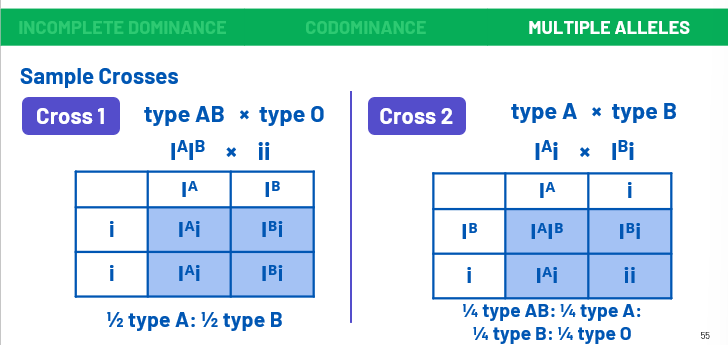 INCOMPLETE DOMINANCE CODOMINANCE MULTIPLE ALLELES
Sample Crosses
Cross 1 type AB × type O
IᴬIᴮ × ii
Iᴬ Iᴮ
i Iᴬi Iᴮi
i Iᴬi Iᴮi
½ type A: ½ type B
Cross 2 type A × type B
Iᴬi × Iᴮi
Iᴬ i
Iᴮ IᴬIᴮ Iᴮi
i Iᴬi ii
¼ type AB: ¼ type A:
¼ type B: ¼ type O
55